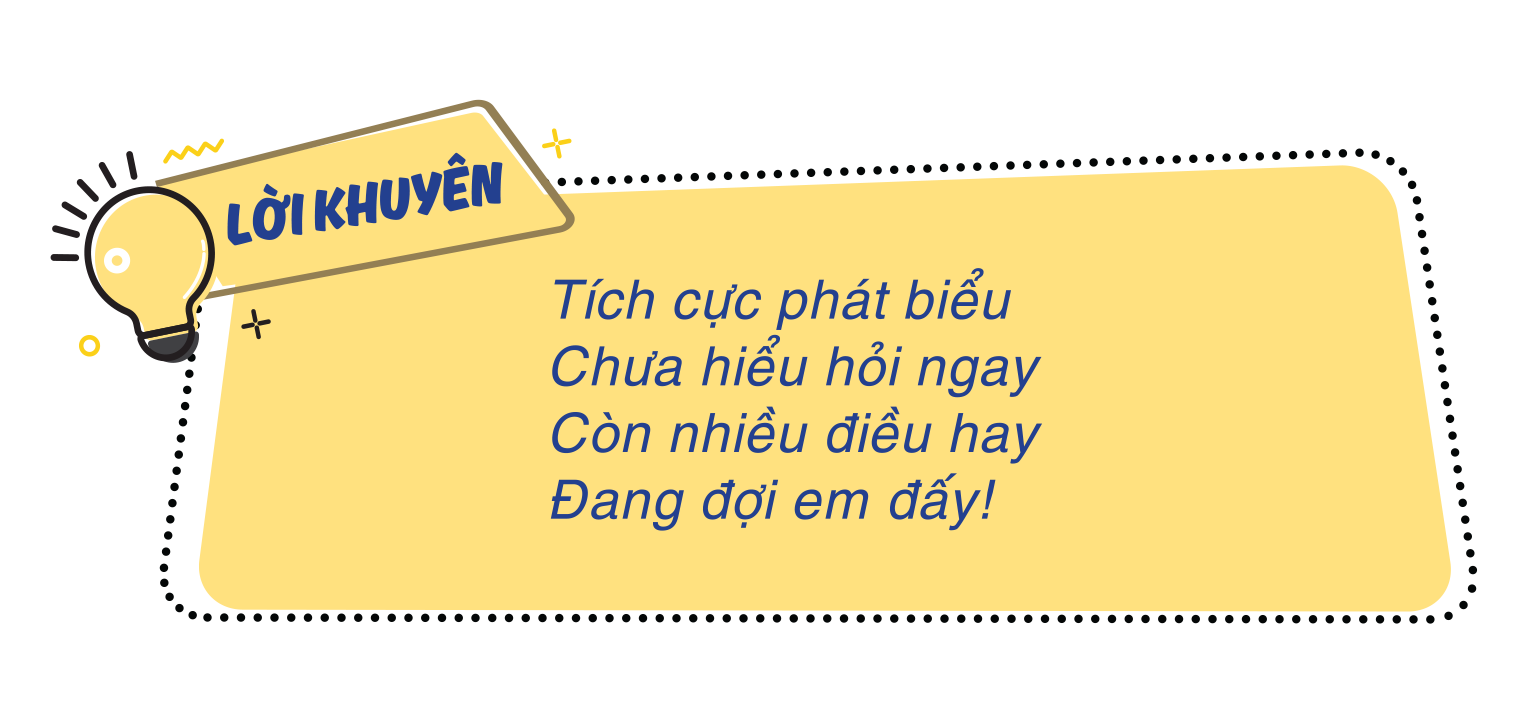 LỜI KHUYÊN
Tích cực phát biểu
Chưa hiểu hỏi ngay
Còn nhiều điều hay
Đang đợi em đấy!